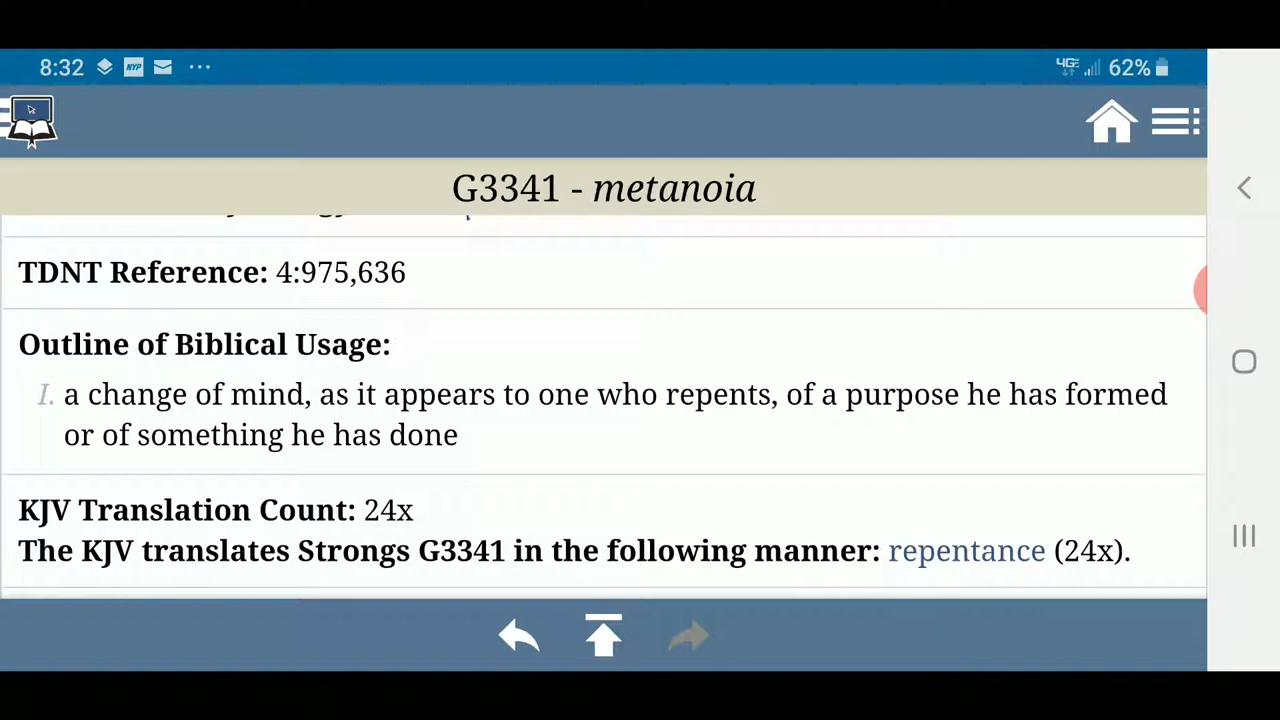 8:32 NYP ... 4GE 62%
G3341 - metanoia
TDNT Reference: 4:975,636
Outline of Biblical Usage:
I. a change of mind, as it appears to one who repents, of a purpose he has formed
or of something he has done
KJV Translation Count: 24x
The KJV translates Strongs G3341 in the following manner: repentance (24x).